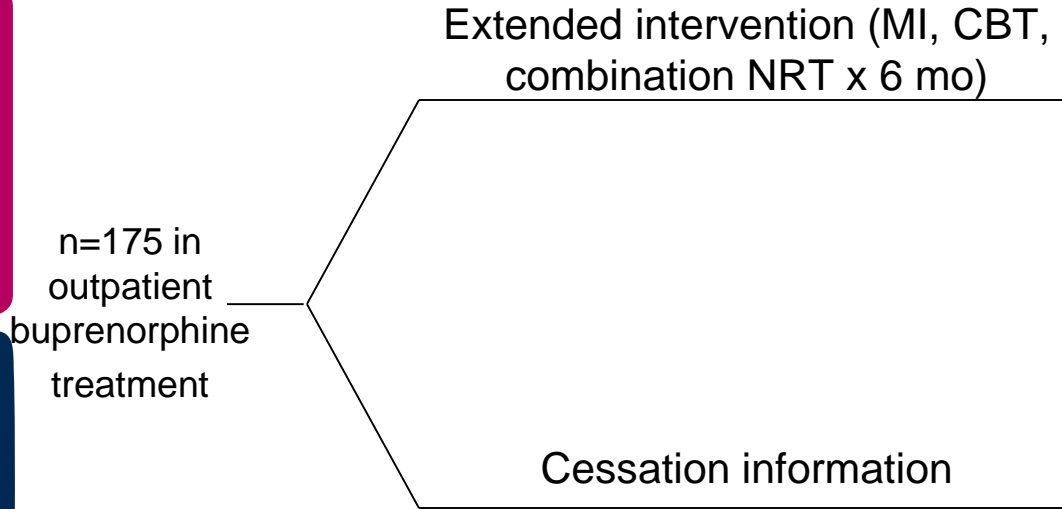 Extended intervention (MI, CBT,
combination NRT x 6 mo)
n=175 in
outpatient
buprenorphine
treatment
Cessation information